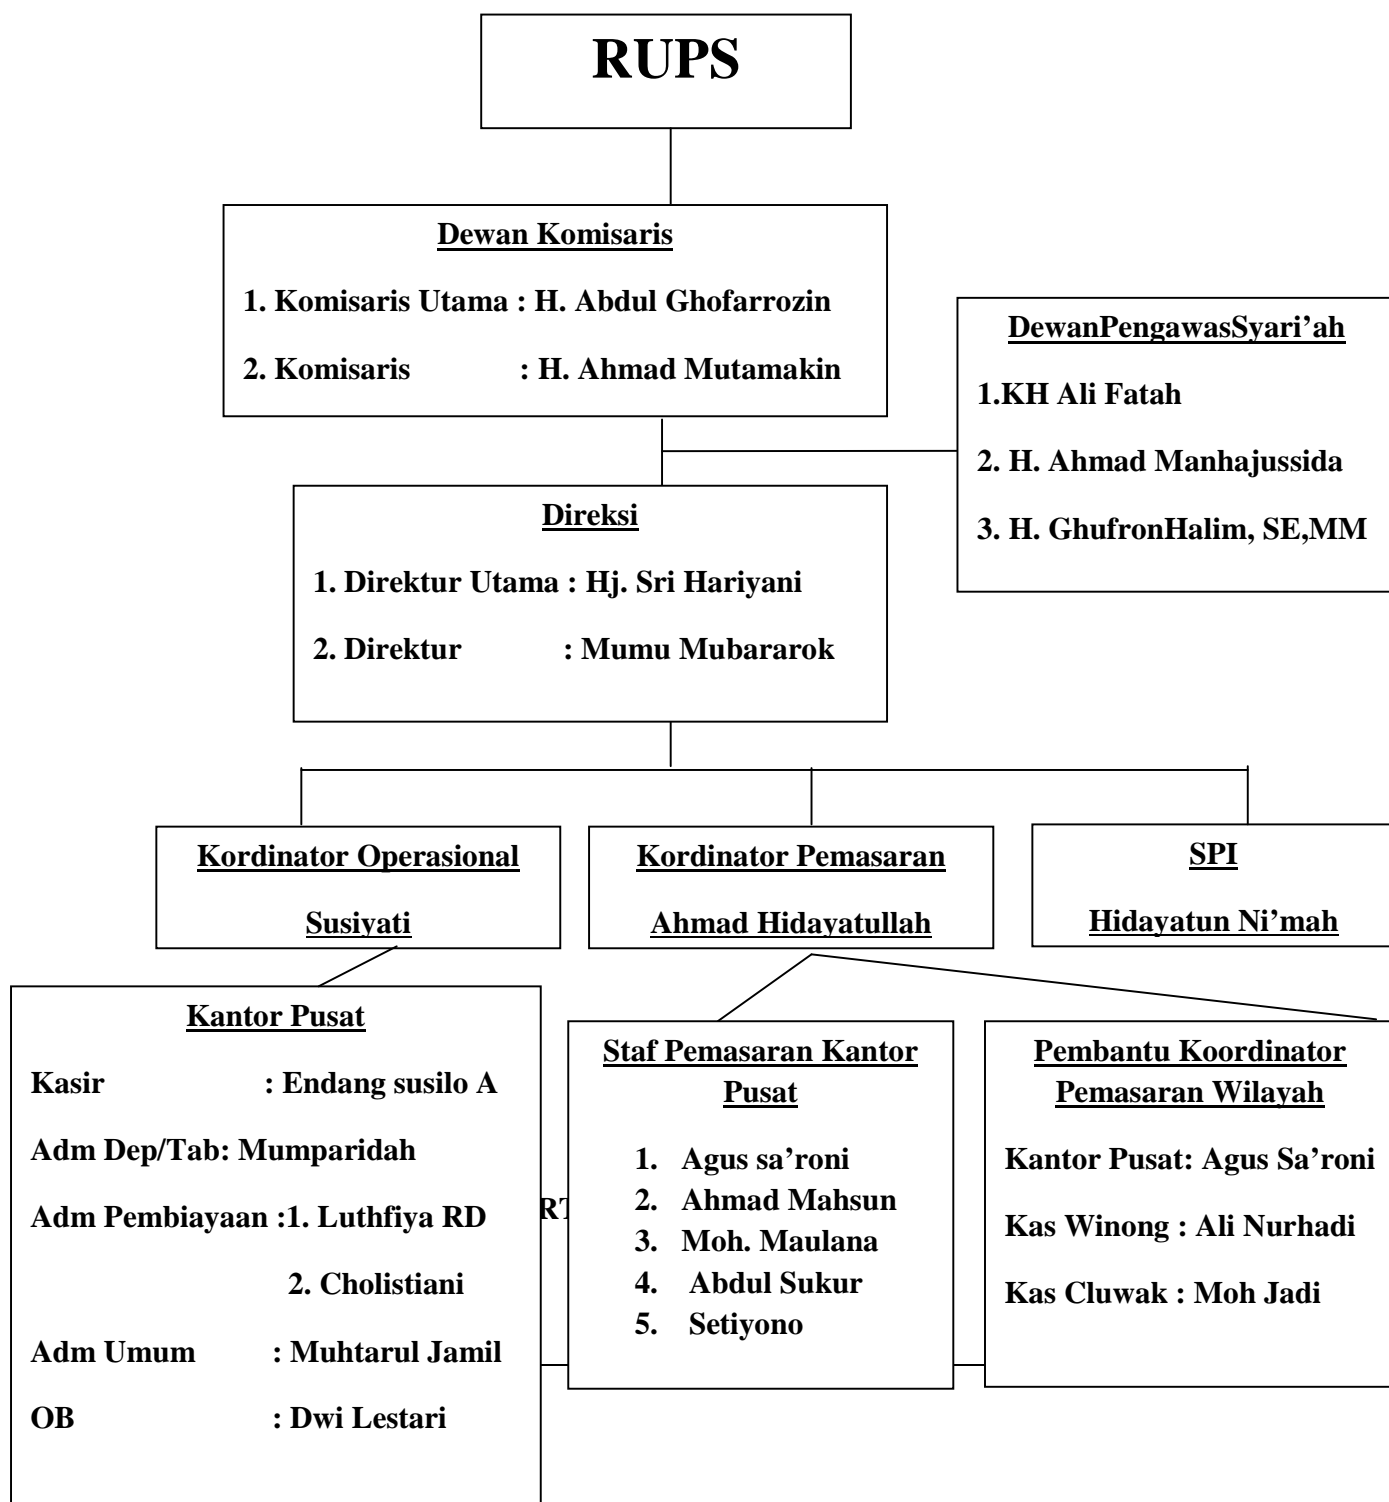 RUPS
Dewan Komisaris
1. Komisaris Utama : H. Abdul Ghofarrozin
2. Komisaris : H. Ahmad Mutamakin
DewanPengawasSyari’ah
1.KH Ali Fatah
2. H. Ahmad Manhajussida
3. H. GhufronHalim, SE,MM
Direksi
1. Direktur Utama : Hj. Sri Hariyani
2. Direktur : Mumu Mubararok
Kordinator Operasional
Susiyati
Kordinator Pemasaran
Ahmad Hidayatullah
SPI
Hidayatun Ni’mah
Kantor Pusat
Kasir : Endang susilo A
Adm Dep/Tab: Mumparidah
Adm Pembiayaan :1. Luthfiya RD
2. Cholistiani
Adm Umum : Muhtarul Jamil
OB : Dwi Lestari
Staf Pemasaran Kantor
Pusat
1. Agus sa’roni
2. Ahmad Mahsun
3. Moh. Maulana
4. Abdul Sukur
5. Setiyono
Pembantu Koordinator
Pemasaran Wilayah
Kantor Pusat: Agus Sa’roni
Kas Winong : Ali Nurhadi
Kas Cluwak : Moh Jadi